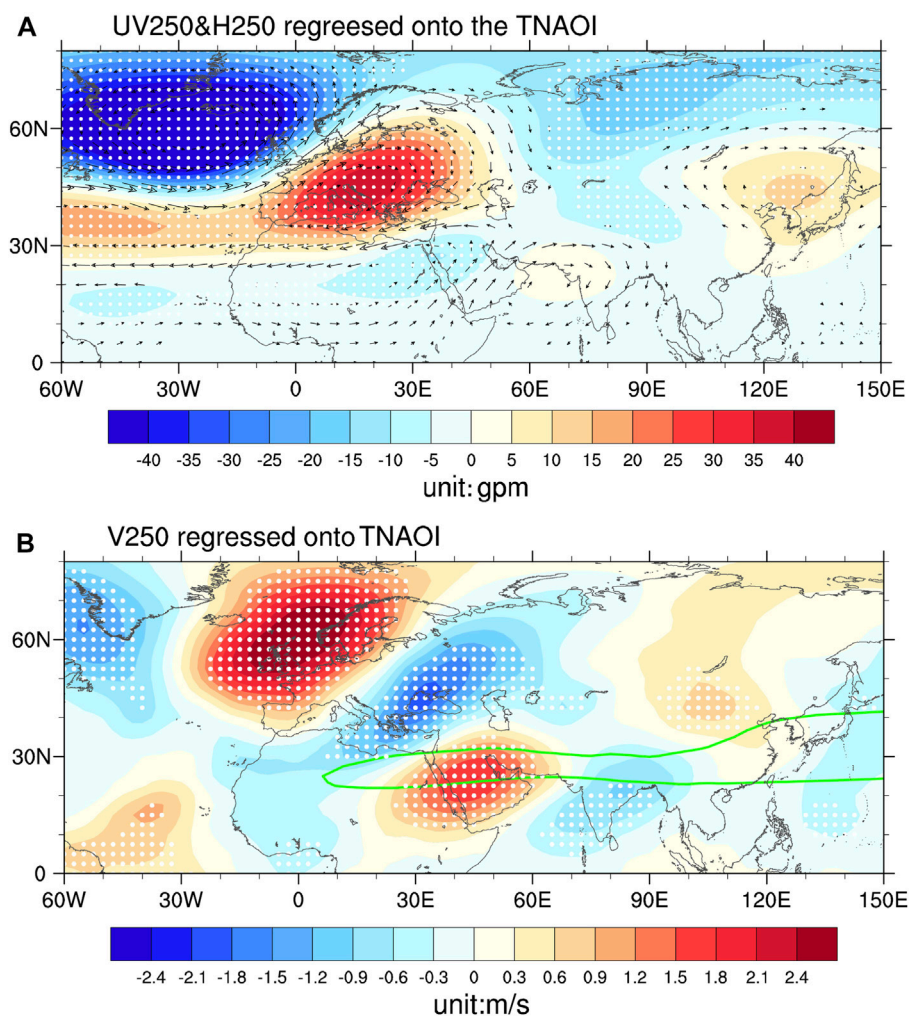 A UV250&H250 regreesed onto the TNAOI
60N
30N
0
60W 30W 0 30E 60E 90E 120E 150E
-40 -35 -30 -25 -20 -15 -10 -5 0 5 10 15 20 25 30 35 40
unit: gpm
B V250 regressed onto TNAOI
60N
30N
0
60W 30W 0 30E 60E 90E 120E 150E
-2.4 -2.1 -1.8 -1.5 -1.2 -0.9 -0.6 -0.3 0 0.3 0.6 0.9 1.2 1.5 1.8 2.1 2.4
unit:m/s